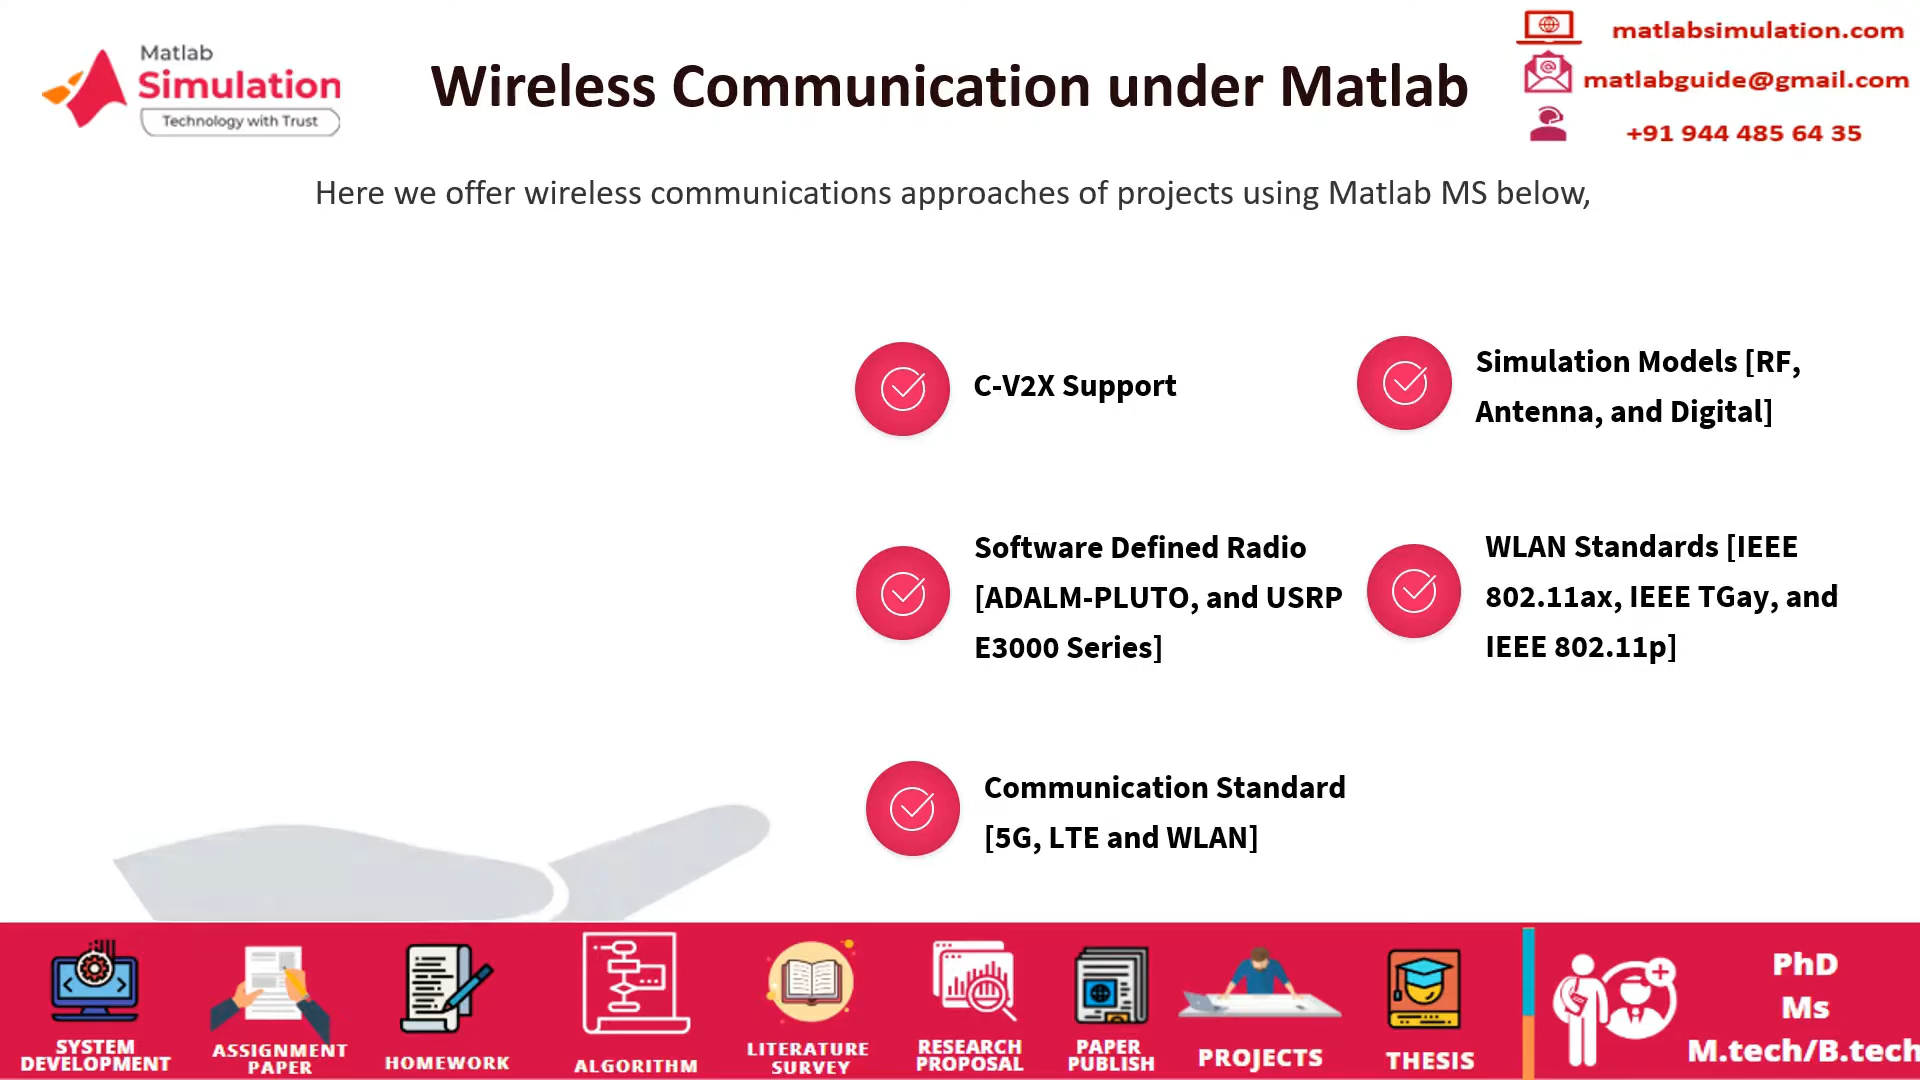 Matlab
Simulation
Technology with Trust
Wireless Communication under Matlab
matlabsimulation.com
matlabguide@gmail.com
+91 944 485 64 35
Here we offer wireless communications approaches of projects using Matlab MS below,
C-V2X Support
Simulation Models [RF,
Antenna, and Digital]
Software Defined Radio
[ADALM-PLUTO, and USRP
E3000 Series]
WLAN Standards [IEEE
802.11ax, IEEE TGay, and
IEEE 802.11p]
Communication Standard
[5G, LTE and WLAN]
SYSTEM
DEVELOPMENT
ASSIGNMENT
PAPER
HOMEWORK
ALGORITHM
LITERATURE
SURVEY
RESEARCH
PROPOSAL
PAPER
PUBLISH
PROJECTS
THESIS
PhD
Ms
M.tech/B.tech